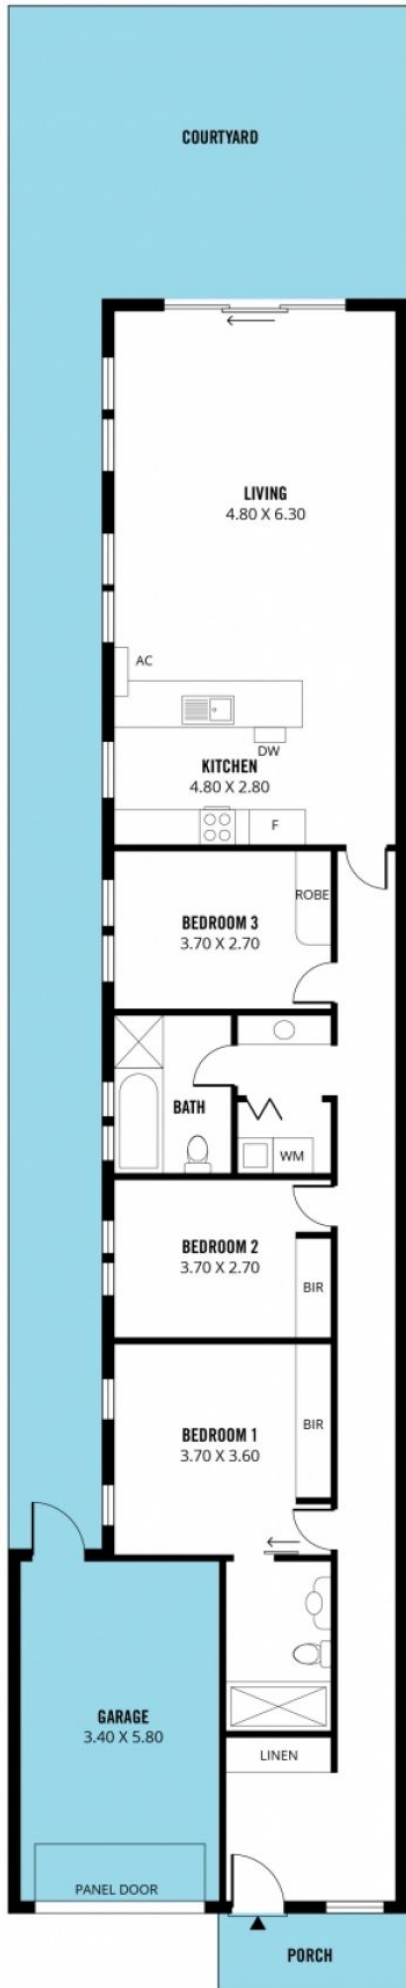 COURTYARD
LIVING
4.80 X 6.30
AC
DW
KITCHEN
4.80 X 2.80
F
BEDROOM 3
3.70 X 2.70
ROBE
BATH
WM
BEDROOM 2
3.70 X 2.70
BIR
BEDROOM 1
3.70 X 3.60
BIR
GARAGE
3.40 X 5.80
LINEN
PANEL DOOR
PORCH